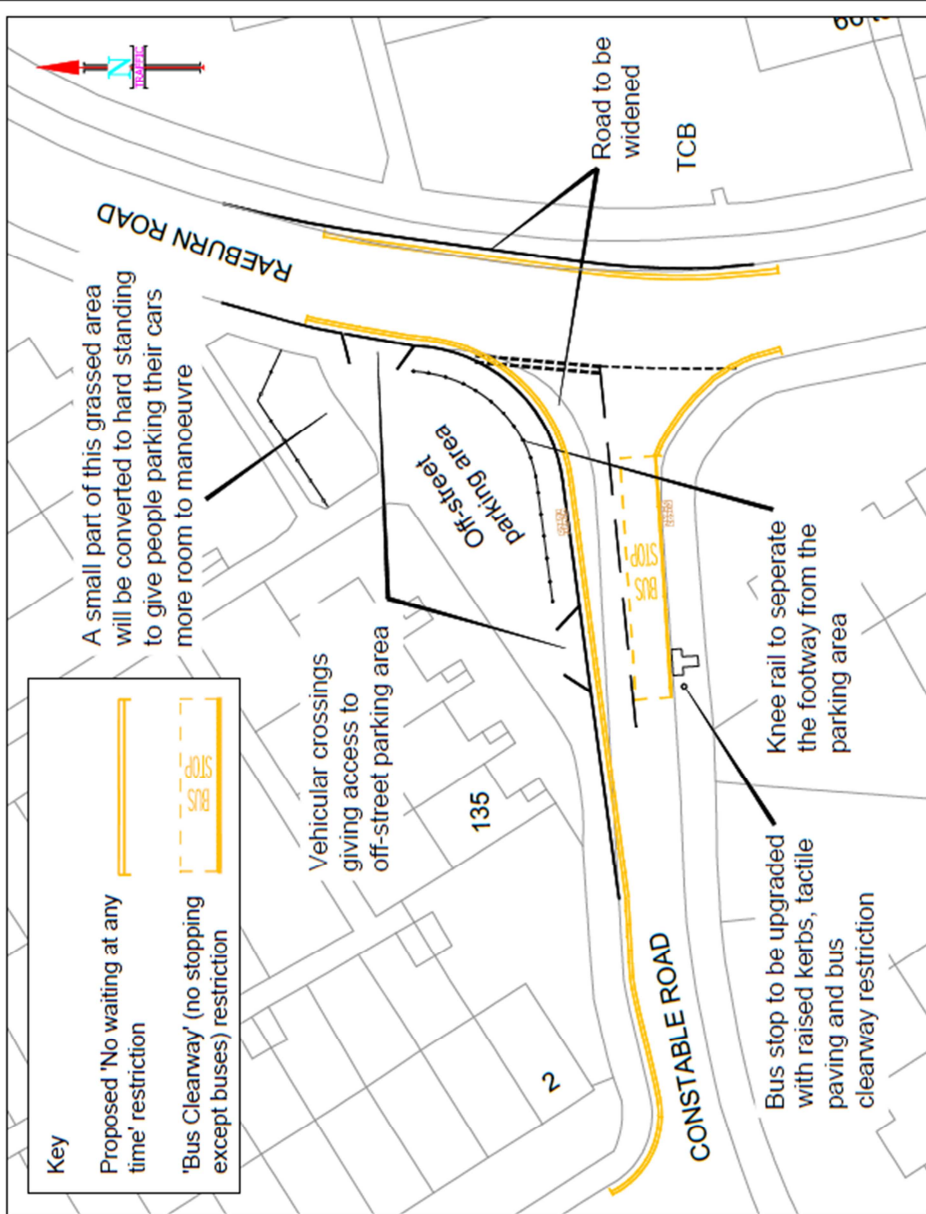 Key
Proposed 'No waiting at any
time' restriction
'Bus Clearway' (no stopping
except buses) restriction
BUS
STOP
A small part of this grassed area
will be converted to hard standing
to give people parking their cars
more room to manoeuvre
RAEBURN ROAD
N
TRAFFIC
Road to be
widened
TCB
Vehicular crossings
giving access to
off-street parking area
Off-street
parking area
135
2
BUS
STOP
CONSTABLE ROAD
Bus stop to be upgraded
with raised kerbs, tactile
paving and bus
clearway restriction
Knee rail to seperate
the footway from the
parking area